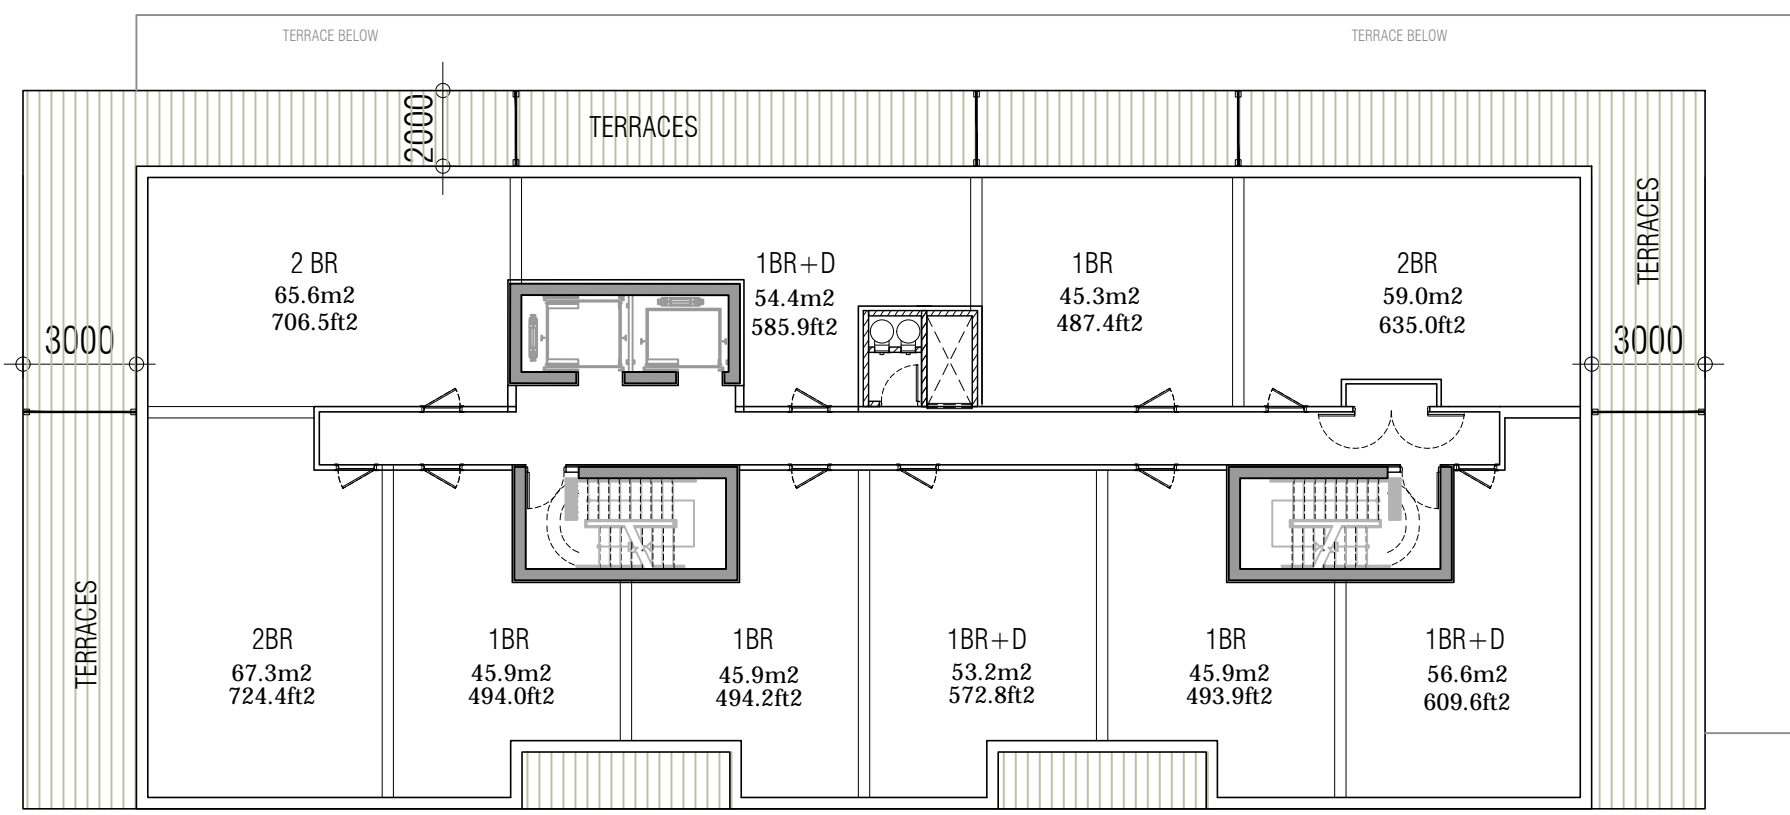 TERRACE BELOW
TERRACE BELOW
2000
TERRACES
TERRACES
2 BR
65.6m2
706.5ft2
1BR+D
54.4m2
585.9ft2
1BR
45.3m2
487.4ft2
2BR
59.0m2
635.0ft2
3000
3000
TERRACES
2BR
67.3m2
724.4ft2
1BR
45.9m2
494.0ft2
1BR
45.9m2
494.2ft2
1BR+D
53.2m2
572.8ft2
1BR
45.9m2
493.9ft2
1BR+D
56.6m2
609.6ft2